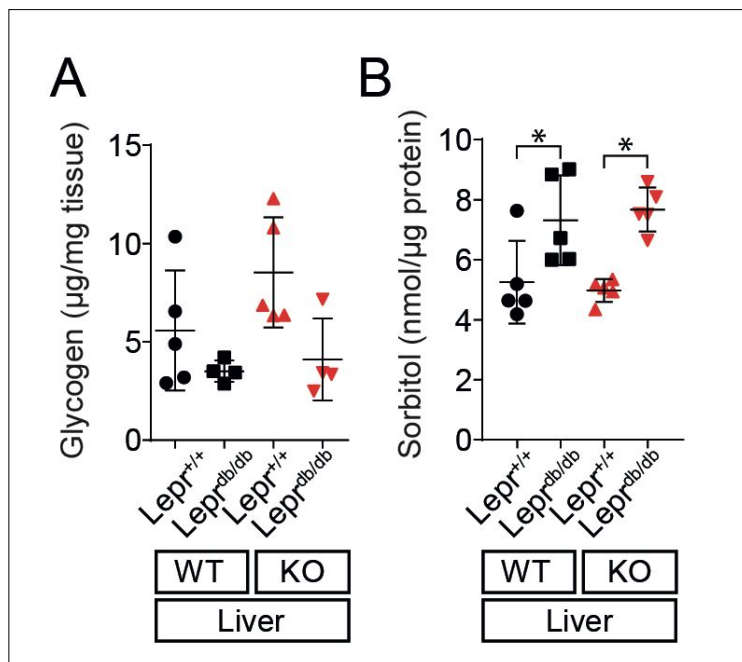 A
Glycogen (µg/mg tissue)
15
10
5
0
Lepr+/+
Leprdb/db
Lepr+/+
Leprdb/db
WT
KO
Liver
B
Sorbitol (nmol/µg protein)
10
8
6
4
2
0
*
*
Lepr+/+
Leprdb/db
Lepr+/+
Leprdb/db
WT
KO
Liver